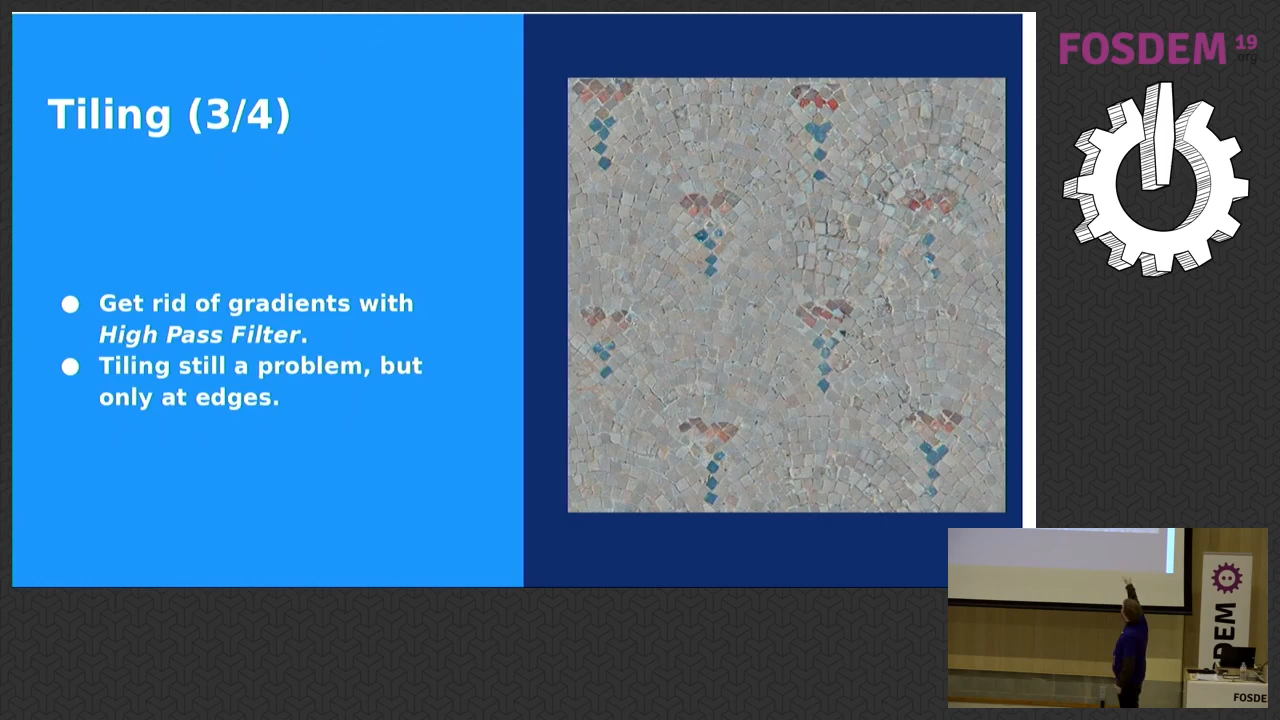 Tiling (3/4)
● Get rid of gradients with
High Pass Filter.
● Tiling still a problem, but
only at edges.
FOSDEM 19
.org
DEM
FOSDE